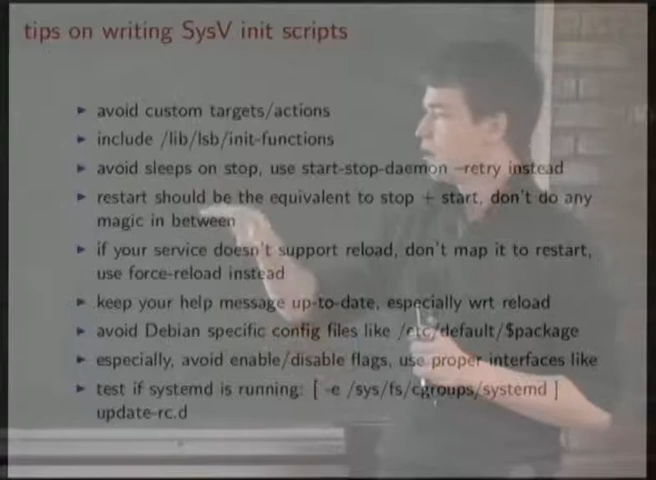 tips on writing SysV init scripts
avoid custom targets/actions
include /lib/lsb/init-functions
avoid sleeps on stop, use start-stop-daemon –retry instead
restart should be the equivalent to stop + start, don't do any
magic in between
if your service doesn't support reload, don't map it to restart,
use force-reload instead
keep your help message up-to-date, especially wrt reload
avoid Debian specific config files like /etc/default/$package
especially, avoid enable/disable flags, use proper interfaces like
test if systemd is running: [ -e /sys/fs/cgroups/systemd ]
update-rc.d